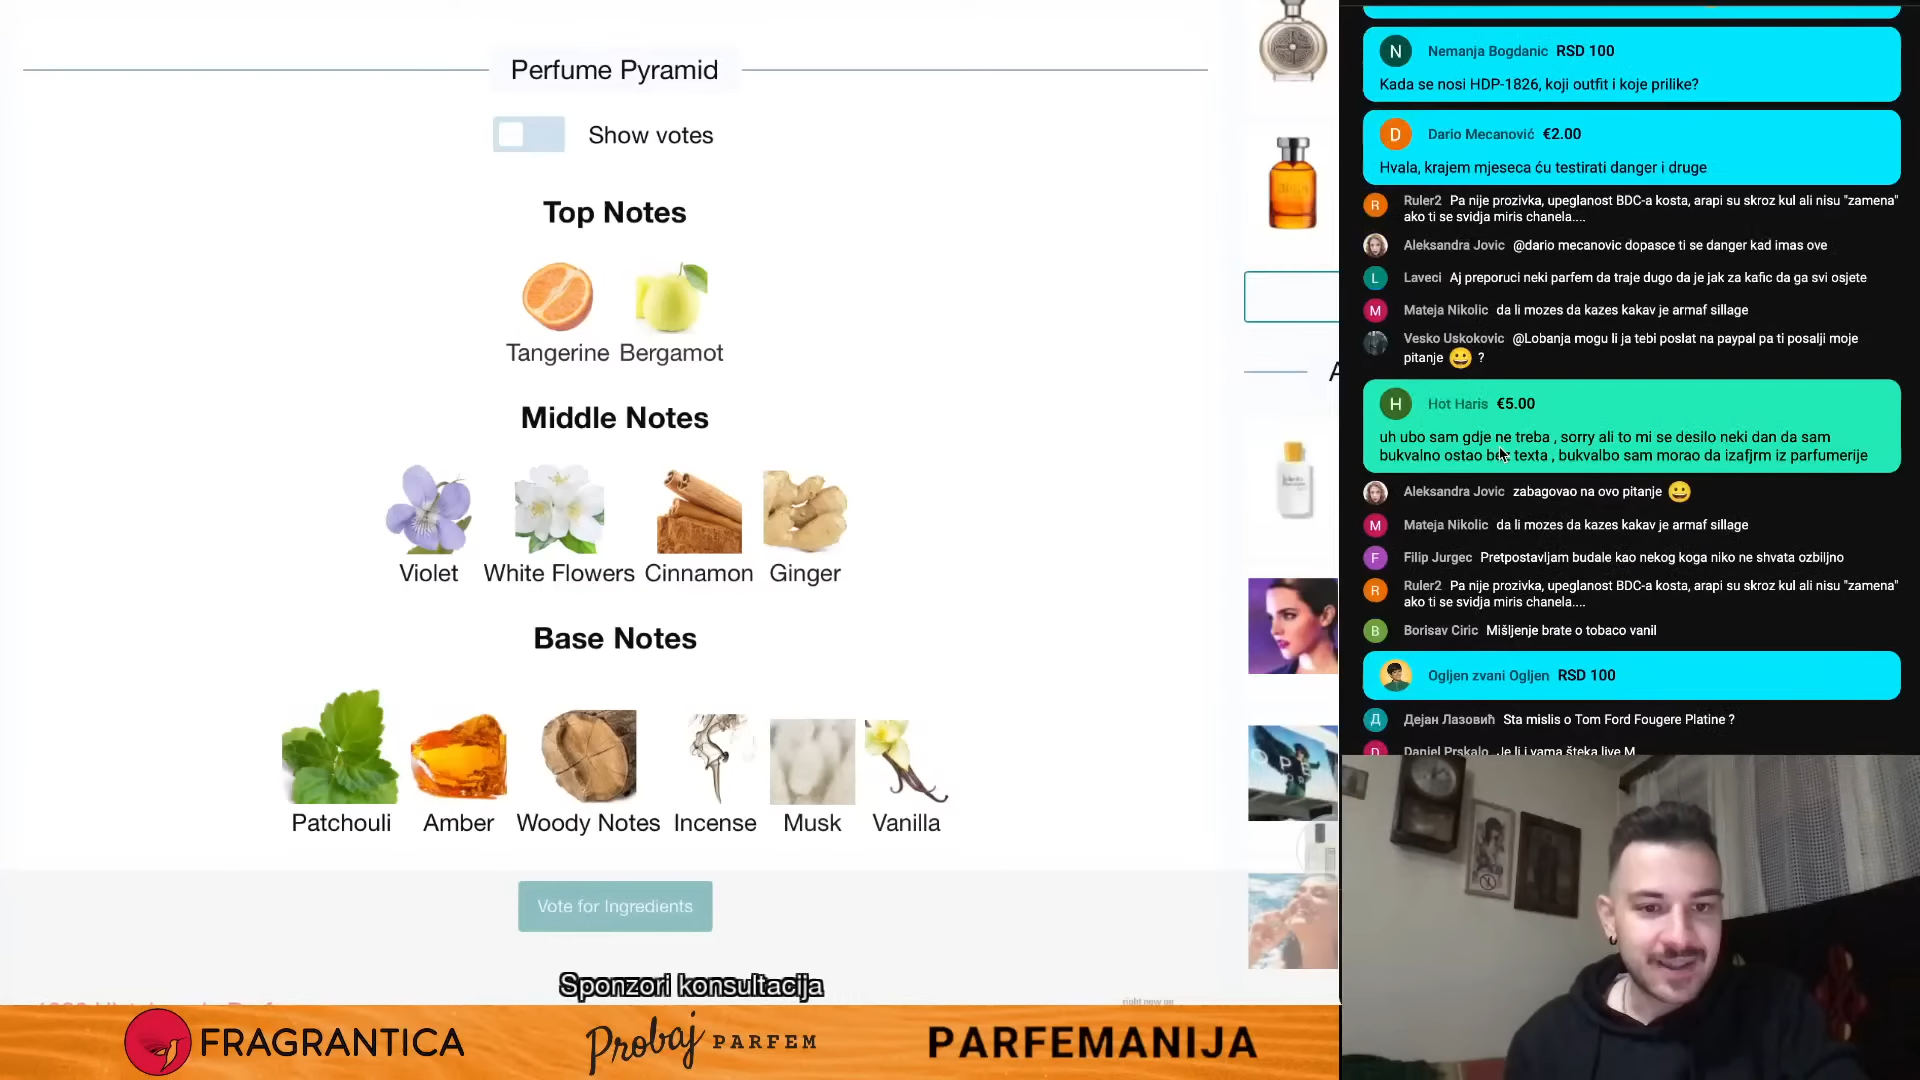 Perfume Pyramid
Show votes
Top Notes
Tangerine Bergamot
Middle Notes
Violet White Flowers Cinnamon Ginger
Base Notes
Patchouli Amber Woody Notes Incense Musk Vanilla
Vote for Ingredients
Sponzori konsultacija
right now on
FRAGRANTICA
Probaj PARFEM
PARFEMANIJA
A
N Nemanja Bogdanic RSD 100
Kada se nosi HDP-1826, koji outfit i koje prilike?
D Dario Mecanović €2.00
Hvala, krajem mjeseca ću testirati danger i druge
R Ruler2 Pa nije prozivka, upeglanost BDC-a kosta, arapi su skroz kul ali nisu "zamena"
ako ti se svidja miris chanela....
Aleksandra Jovic @dario mecanovic dopasce ti se danger kad imas ove
L Laveci Aj preporuci neki parfem da traje dugo da je jak za kafic da ga svi osjete
M Mateja Nikolic da li mozes da kazes kakav je armaf sillage
Vesko Uskokovic @Lobanja mogu li ja tebi poslat na paypal pa ti posalji moje
pitanje 😀 ?
H Hot Haris €5.00
uh ubo sam gdje ne treba , sorry ali to mi se desilo neki dan da sam
bukvalno ostao bez texta , bukvalbo sam morao da izafjrm iz parfumerije
Aleksandra Jovic zabagovao na ovo pitanje 😀
M Mateja Nikolic da li mozes da kazes kakav je armaf sillage
F Filip Jurgec Pretpostavljam budale kao nekog koga niko ne shvata ozbiljno
R Ruler2 Pa nije prozivka, upeglanost BDC-a kosta, arapi su skroz kul ali nisu "zamena"
ako ti se svidja miris chanela....
B Borisav Ciric Mišljenje brate o tobaco vanil
Ogljen zvani Ogljen RSD 100
Д Дејан Лазовић Sta mislis o Tom Ford Fougere Platine ?
D Daniel Prskalo Je li i vama šteka live M